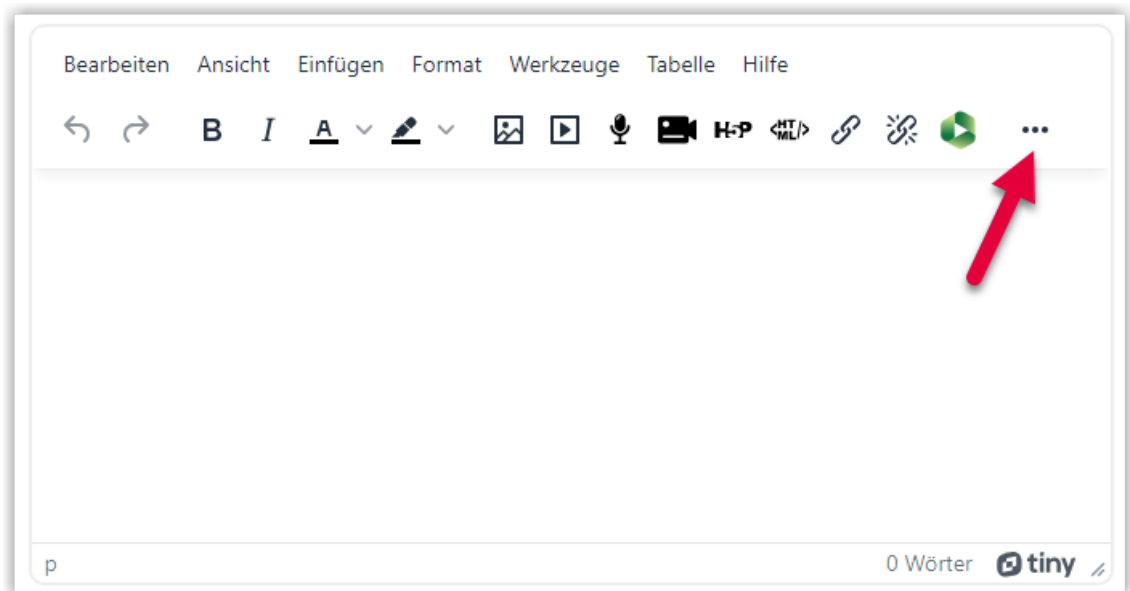 Bearbeiten Ansicht Einfügen Format Werkzeuge Tabelle Hilfe
B I A H5P <HTML/>
p 0 Wörter tiny